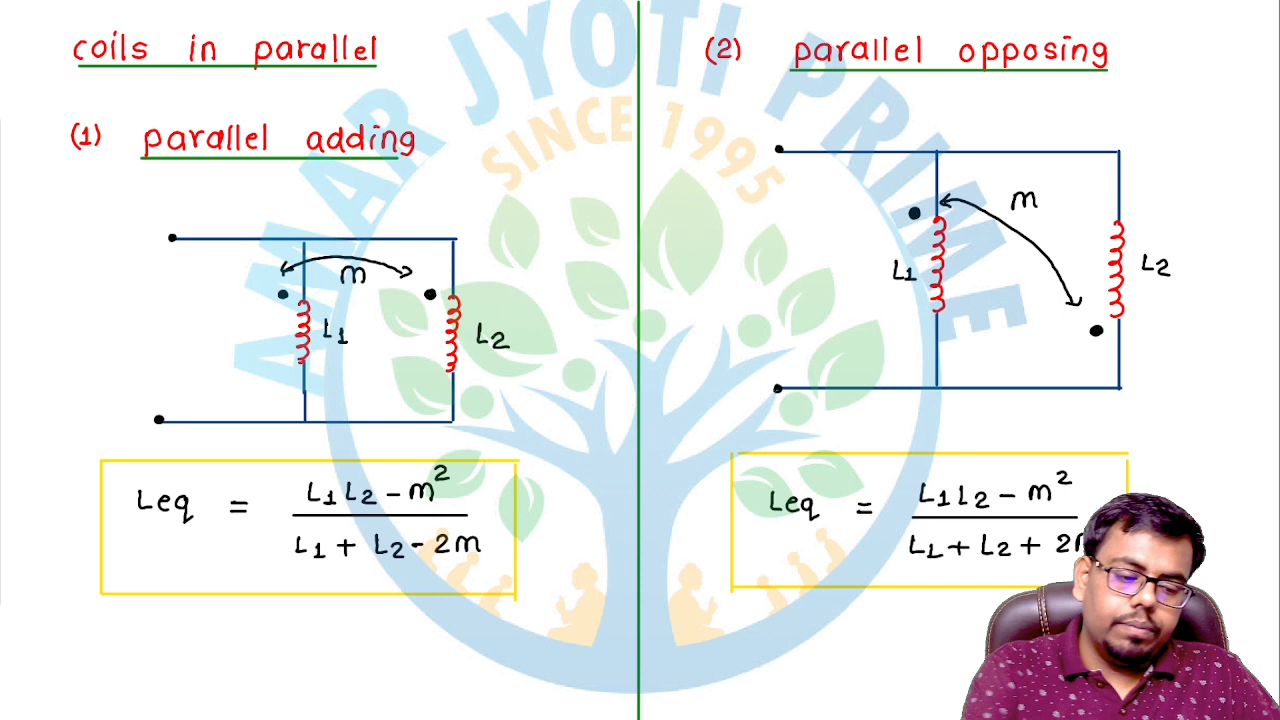 coils in parallel
(1) parallel adding
m
L1
L2
Leq = L1L2 - m²
L1 + L2 - 2m
(2) parallel opposing
m
L1
L2
Leq = L1L2 - m²
L1 + L2 + 2
AMAR JYOTI PRIME
SINCE 1995